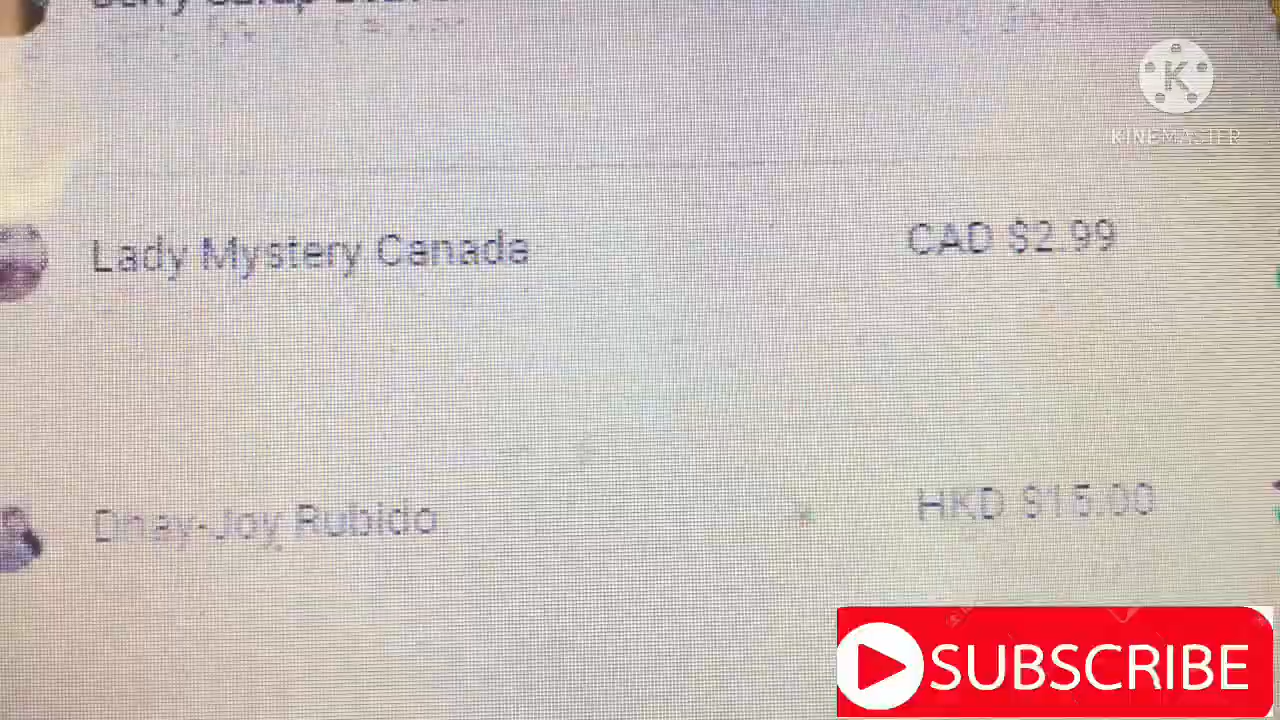 KINEMASTER
Lady Mystery Canada
CAD $2.99
Dhay-Joy Rubido
HKD $15.00
SUBSCRIBE